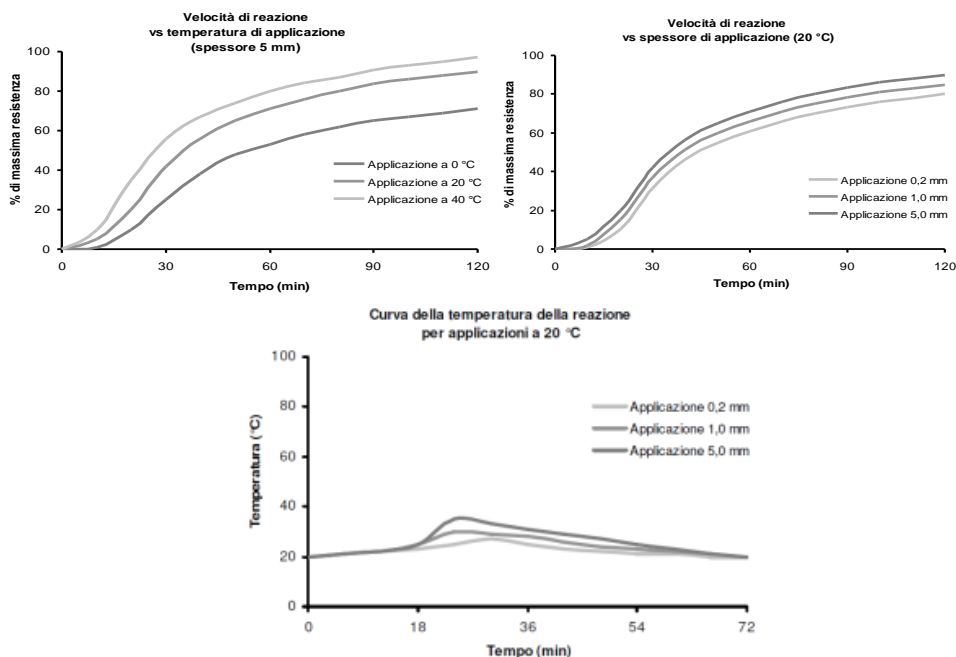 Velocità di reazione
vs temperatura di applicazione
(spessore 5 mm)
% di massima resistenza
100
80
60
40
20
0
Applicazione a 0 °C
Applicazione a 20 °C
Applicazione a 40 °C
0 30 60 90 120
Tempo (min)
Velocità di reazione
vs spessore di applicazione (20 °C)
% di massima resistenza
100
80
60
40
20
0
Applicazione 0,2 mm
Applicazione 1,0 mm
Applicazione 5,0 mm
0 30 60 90 120
Tempo (min)
Curva della temperatura della reazione
per applicazioni a 20 °C
Temperatura (°C)
100
80
60
40
20
0
Applicazione 0,2 mm
Applicazione 1,0 mm
Applicazione 5,0 mm
0 18 36 54 72
Tempo (min)